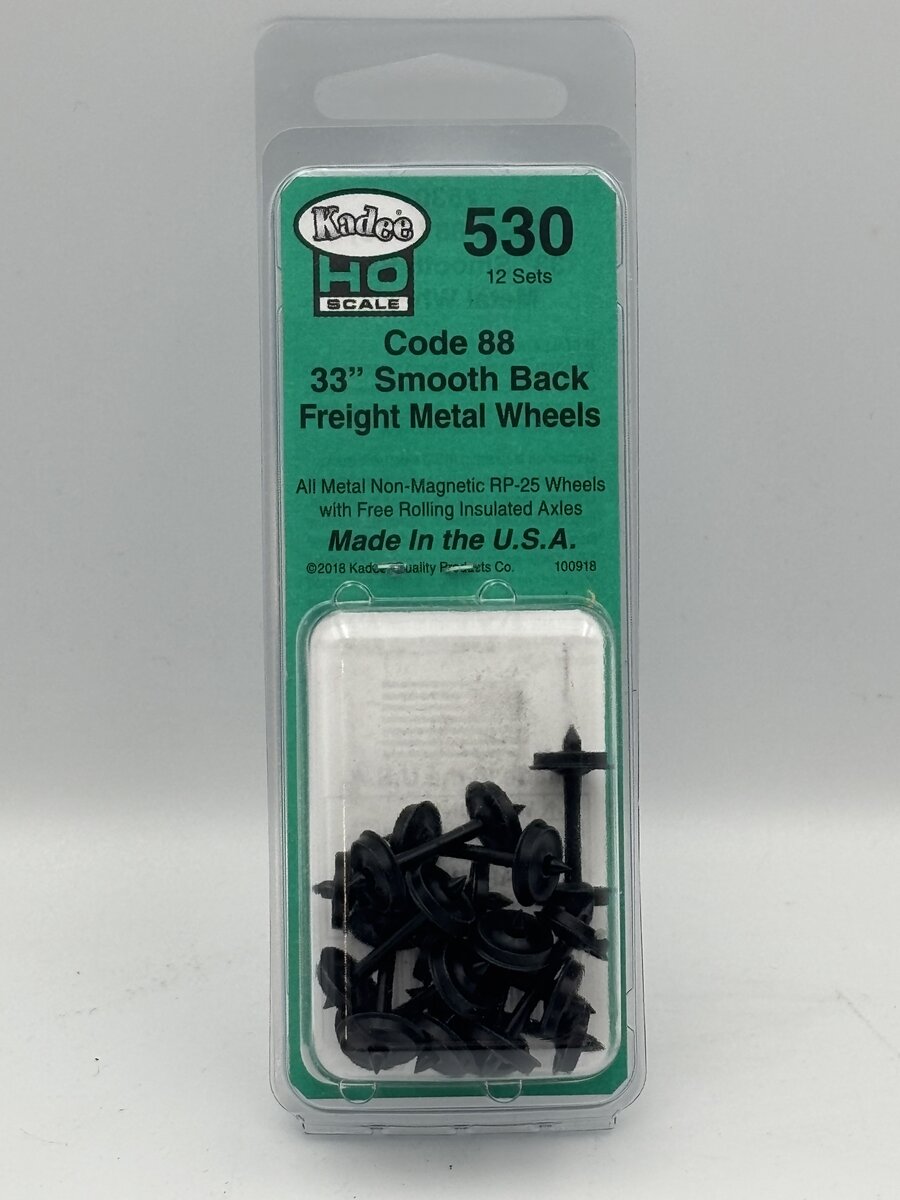 Kadee®
HO
SCALE
530
12 Sets
Code 88
33” Smooth Back
Freight Metal Wheels
All Metal Non-Magnetic RP-25 Wheels
with Free Rolling Insulated Axles
Made In the U.S.A.
©2018 Kadee Quality Products Co. 100918